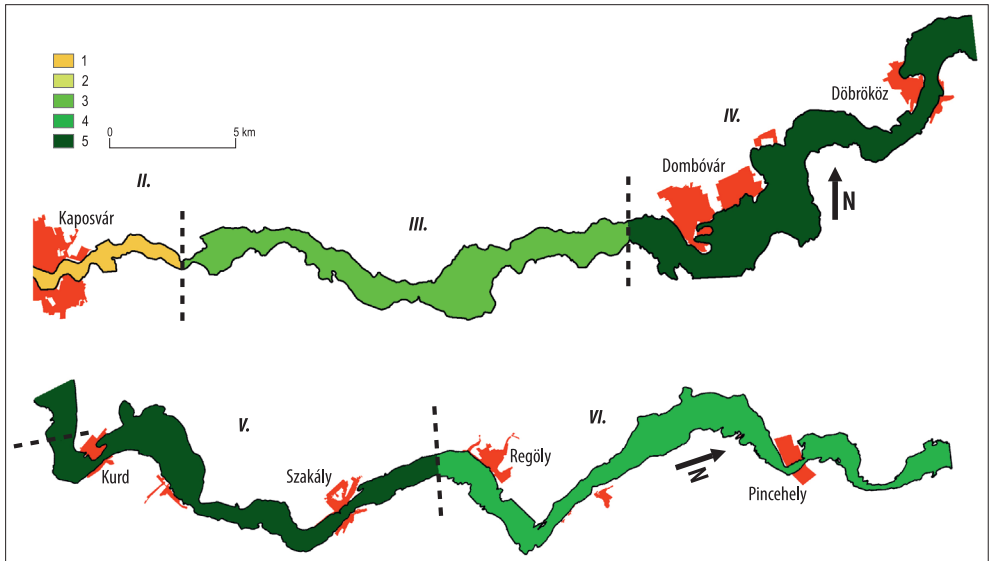 1
2
3
4
5
0 5 km
II.
III.
IV.
Kaposvár
Dombóvár
Döbrököz
N
V.
VI.
Kurd
Szakály
Regöly
Pincehely
N